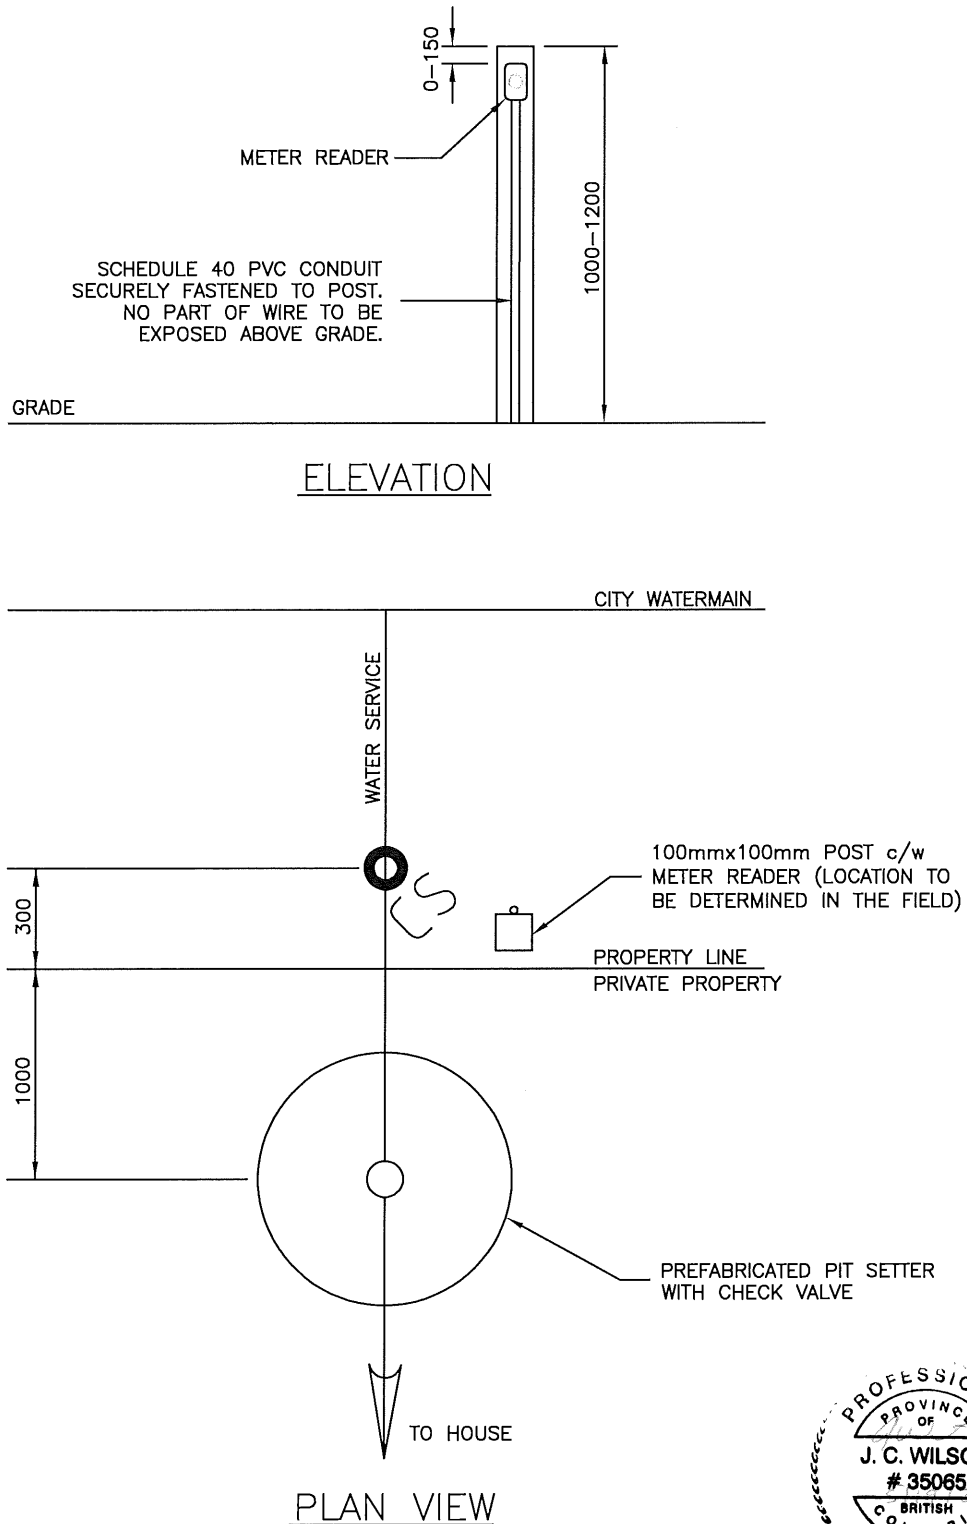 0-150
METER READER
1000-1200
SCHEDULE 40 PVC CONDUIT
SECURELY FASTENED TO POST.
NO PART OF WIRE TO BE
EXPOSED ABOVE GRADE.
GRADE
ELEVATION
CITY WATERMAIN
WATER SERVICE
100mmx100mm POST c/w
METER READER (LOCATION TO
BE DETERMINED IN THE FIELD)
CS
300
PROPERTY LINE
PRIVATE PROPERTY
1000
PREFABRICATED PIT SETTER
WITH CHECK VALVE
TO HOUSE
PLAN VIEW
PROVINCE
OF
J. C. WILSO
# 35065
BRITISH